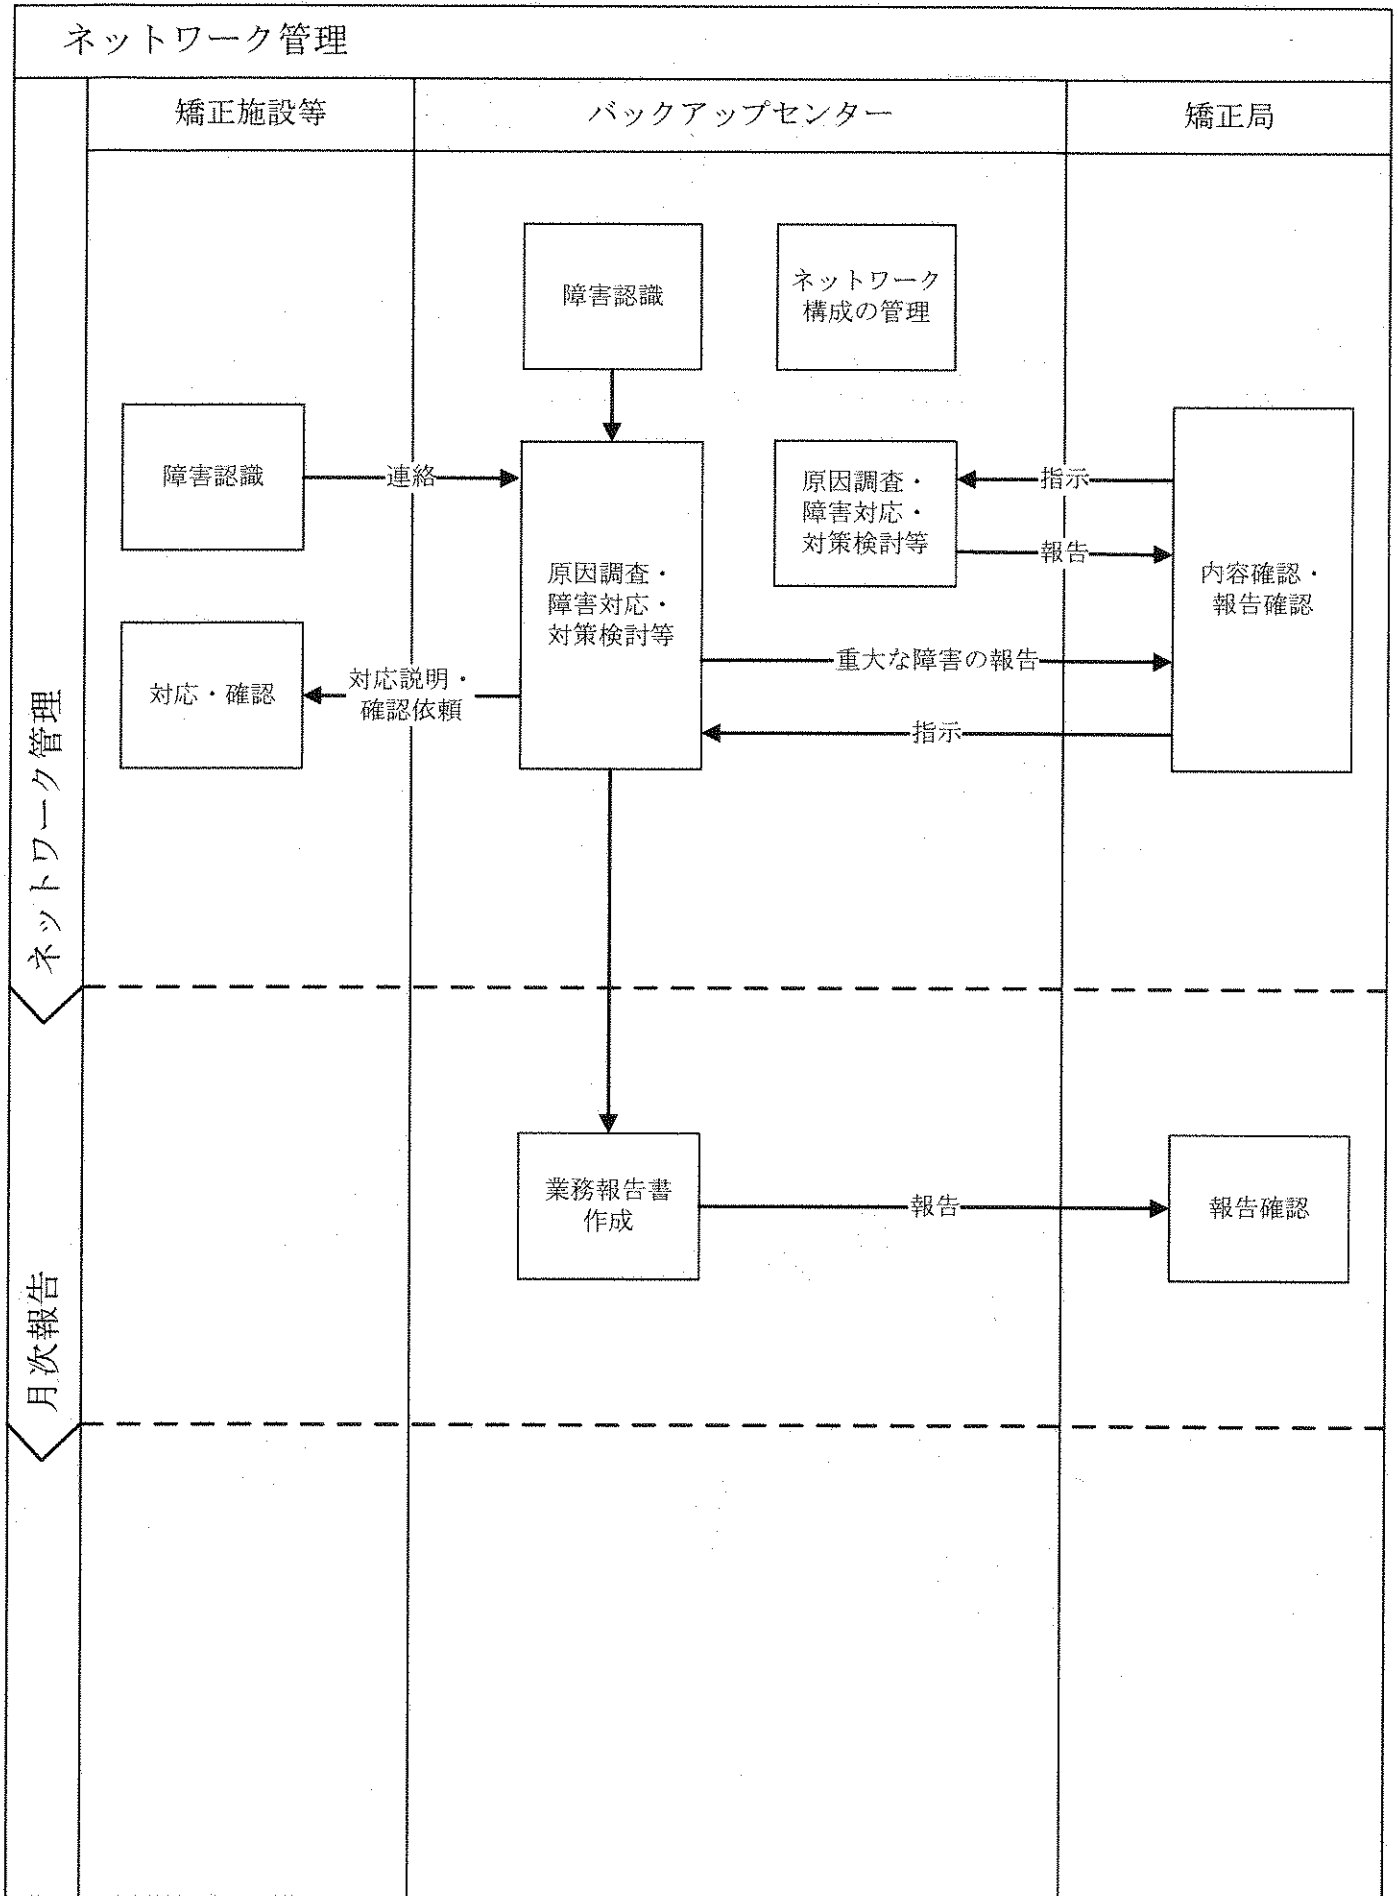 ネットワーク管理
矯正施設等
バックアップセンター
矯正局
ネットワーク管理
障害認識
ネットワーク
構成の管理
障害認識
連絡
原因調査・
障害対応・
対策検討等
指示
報告
原因調査・
障害対応・
対策検討等
内容確認・
報告確認
対応・確認
対応説明・
確認依頼
重大な障害の報告
指示
月次報告
業務報告書
作成
報告
報告確認